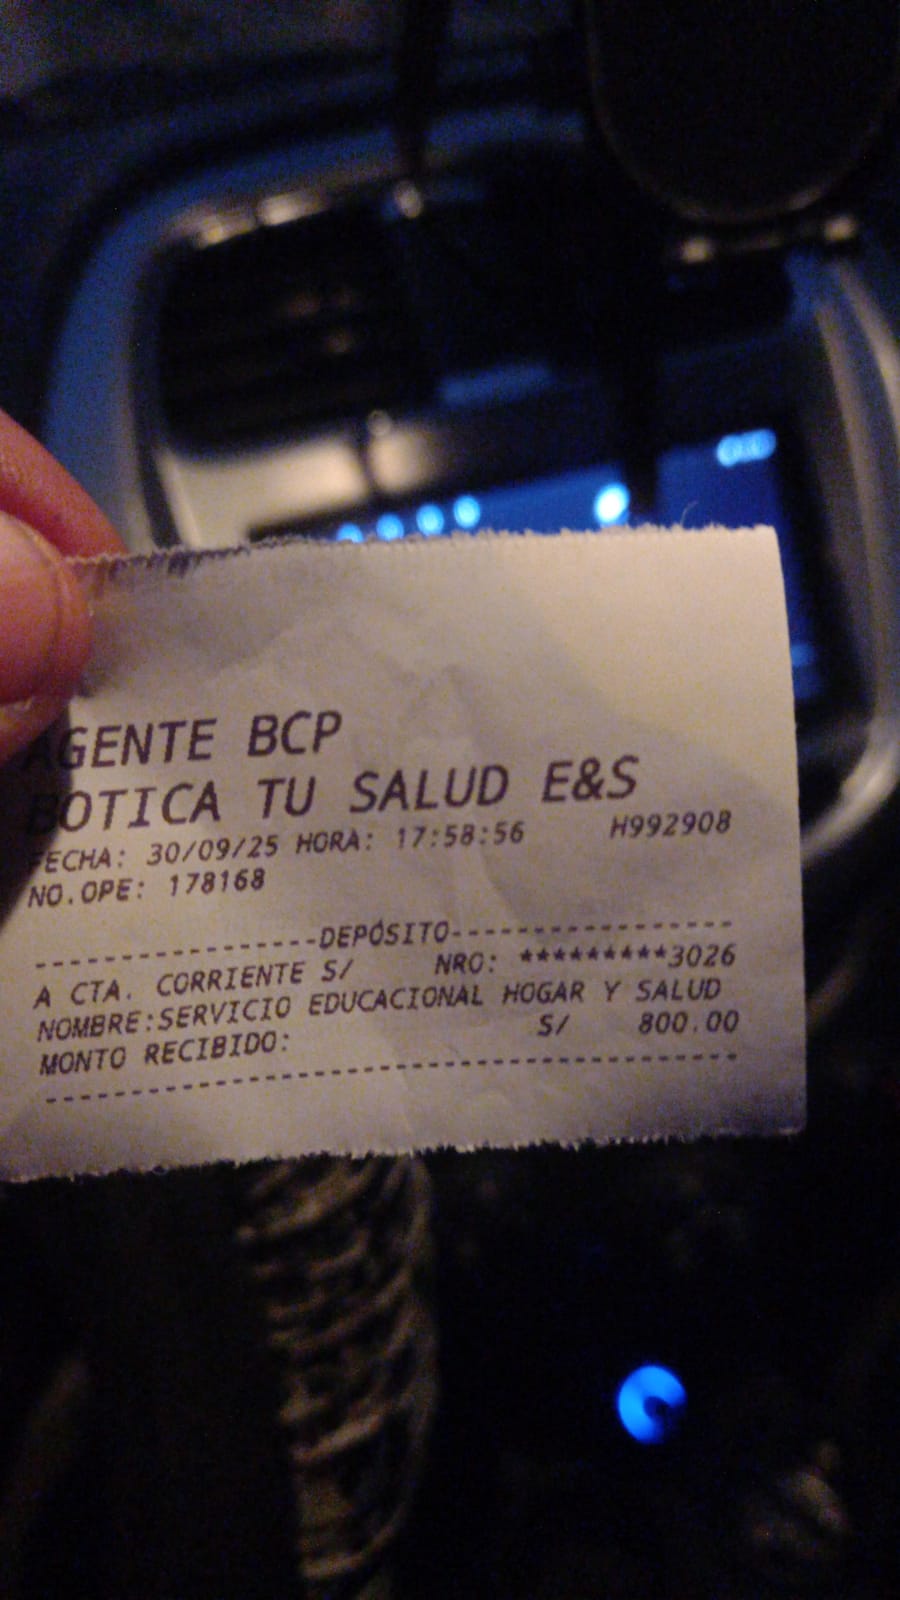 AGENTE BCP
BOTICA TU SALUD E&S
FECHA: 30/09/25 HORA: 17:58:56 H992908
NO.OPE: 178168
-----------------DEPÓSITO-----------------
A CTA. CORRIENTE S/ NRO: *********3026
NOMBRE:SERVICIO EDUCACIONAL HOGAR Y SALUD
MONTO RECIBIDO: S/ 800.00
------------------------------------------